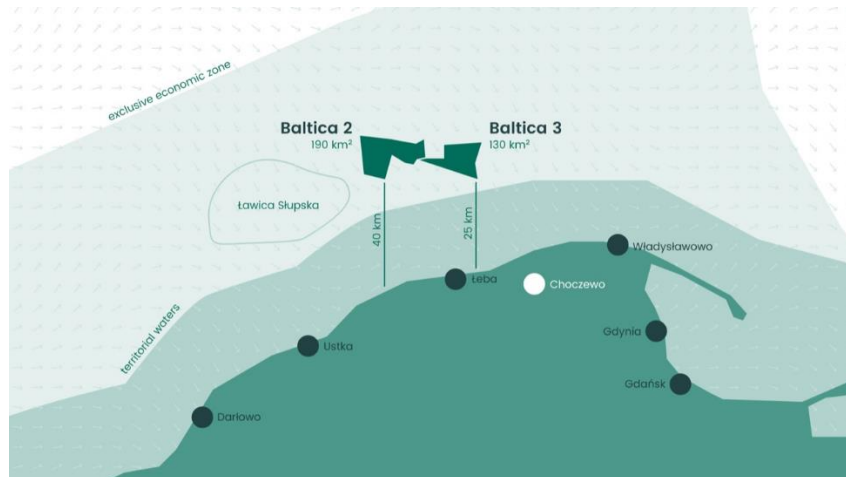 exclusive economic zone
Baltica 2
190 km²
Baltica 3
130 km²
Ławica Słupska
40 km
25 km
territorial waters
Władysławowo
Łeba
Choczewo
Gdynia
Ustka
Gdańsk
Darłowo